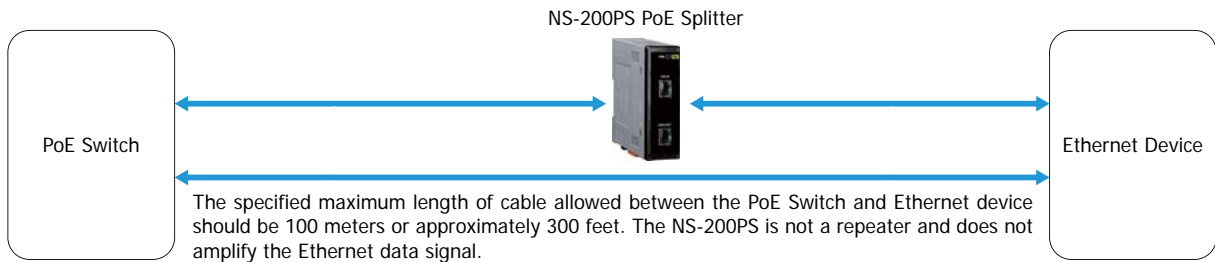 NS-200PS PoE Splitter
PoE Switch
Ethernet Device
The specified maximum length of cable allowed between the PoE Switch and Ethernet device
should be 100 meters or approximately 300 feet. The NS-200PS is not a repeater and does not
amplify the Ethernet data signal.